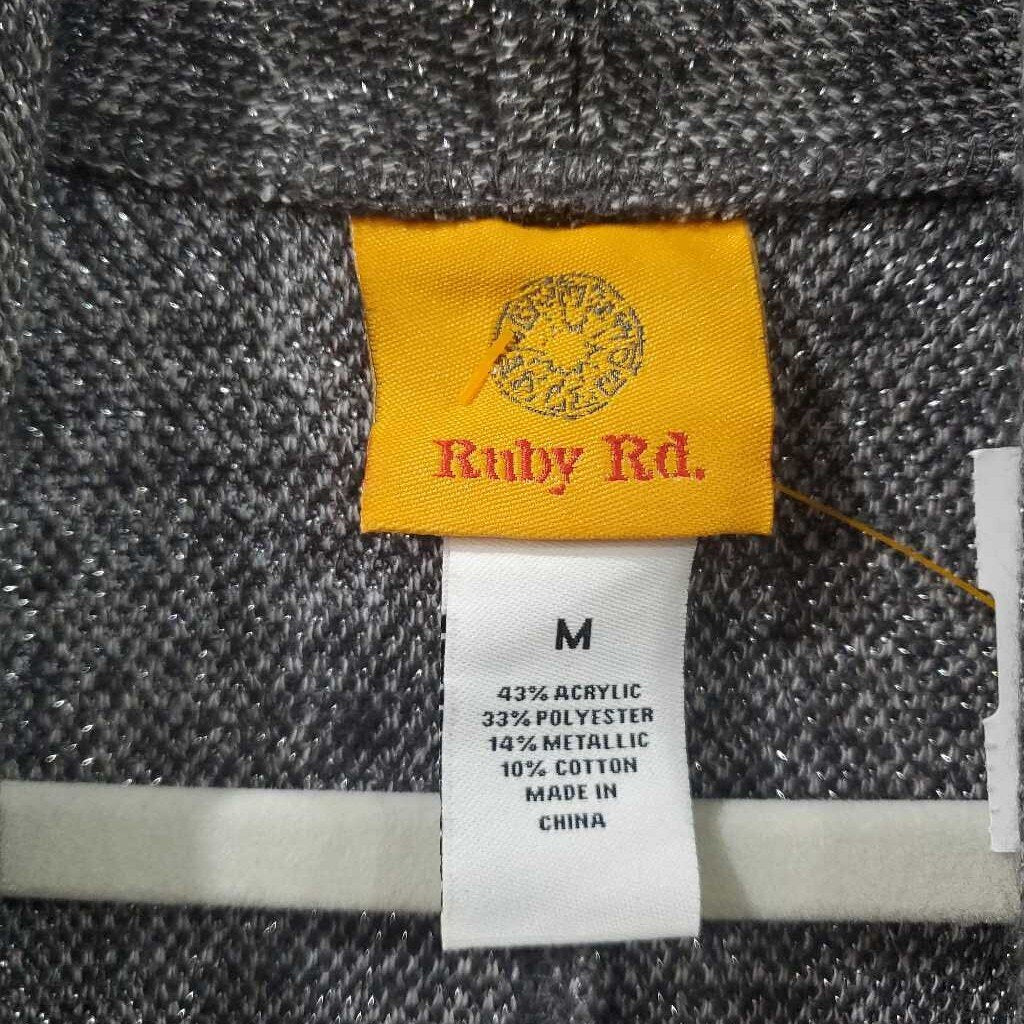 Ruby Rd.
M
43% ACRYLIC
33% POLYESTER
14% METALLIC
10% COTTON
MADE IN
CHINA